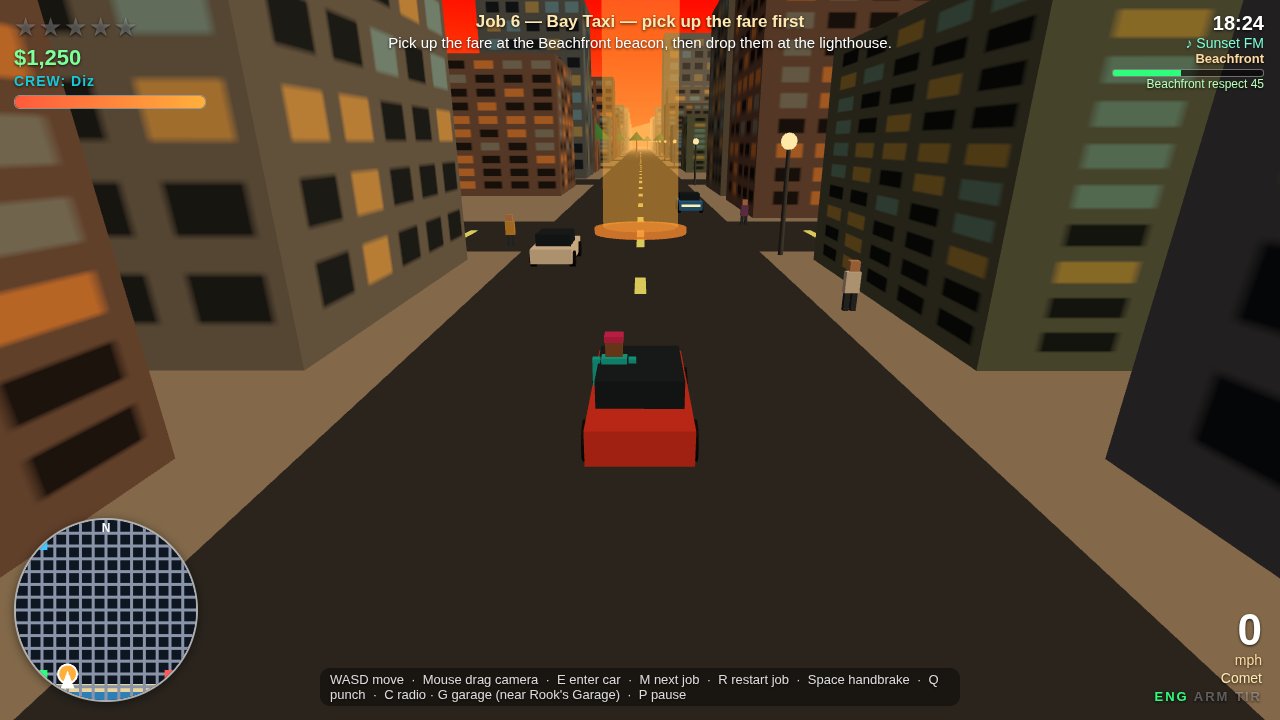 Job 6 — Bay Taxi — pick up the fare first
Pick up the fare at the Beachfront beacon, then drop them at the lighthouse.
$1,250
CREW: Diz
18:24
♪ Sunset FM
Beachfront
Beachfront respect 45
N
WASD move · Mouse drag camera · E enter car · M next job · R restart job · Space handbrake · Q
punch · C radio · G garage (near Rook's Garage) · P pause
0
mph
Comet
ENG ARM TIR